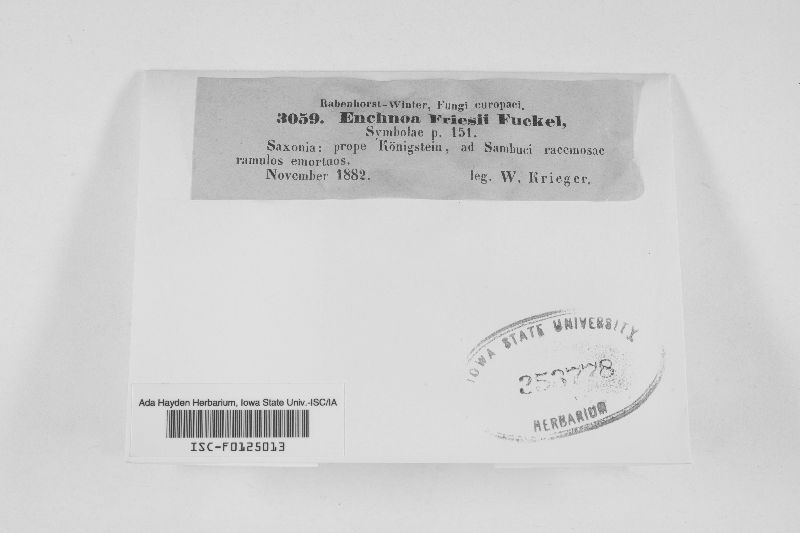 Rabenhorst-Winter, Fungi europaei.
3059. Enchnoa Friesii Fuckel,
Symbolae p. 151.
Saxonia: prope Königstein, ad Sambuci racemosae
ramulos emortuos.
November 1882. leg. W. Krieger.
IOWA STATE UNIVERSITY
HERBARIUM
Ada Hayden Herbarium, Iowa State Univ.-ISC/IA
ISC-F0125013